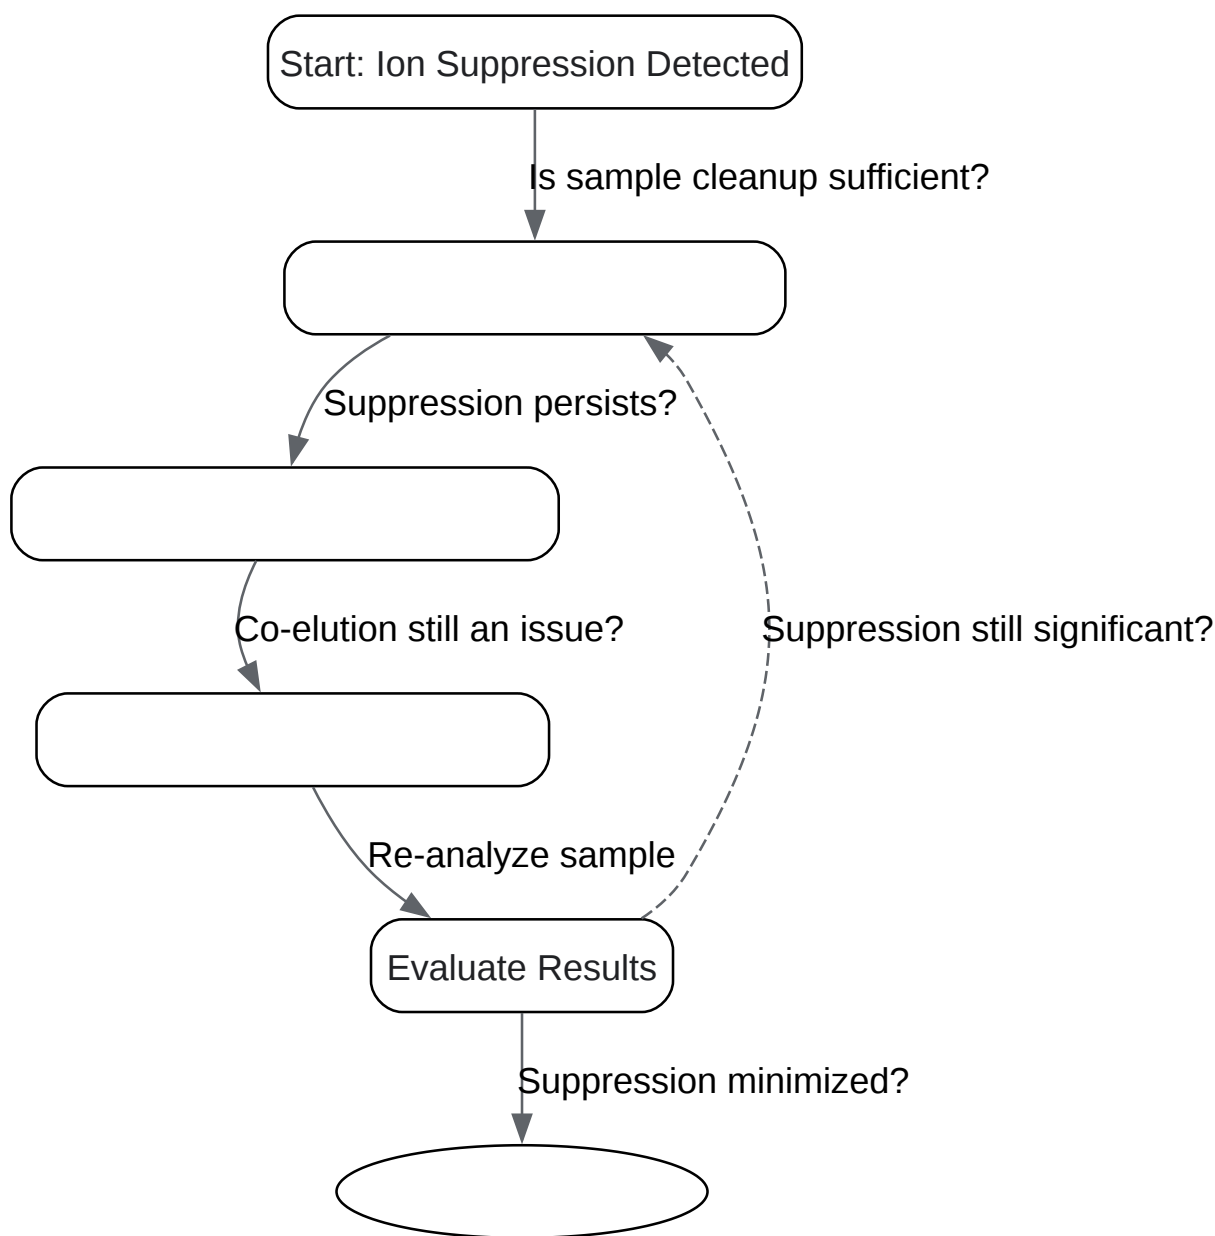 Start: Ion Suppression Detected
Is sample cleanup sufficient?
Suppression persists?
Co-elution still an issue?
Suppression still significant?
Re-analyze sample
Evaluate Results
Suppression minimized?